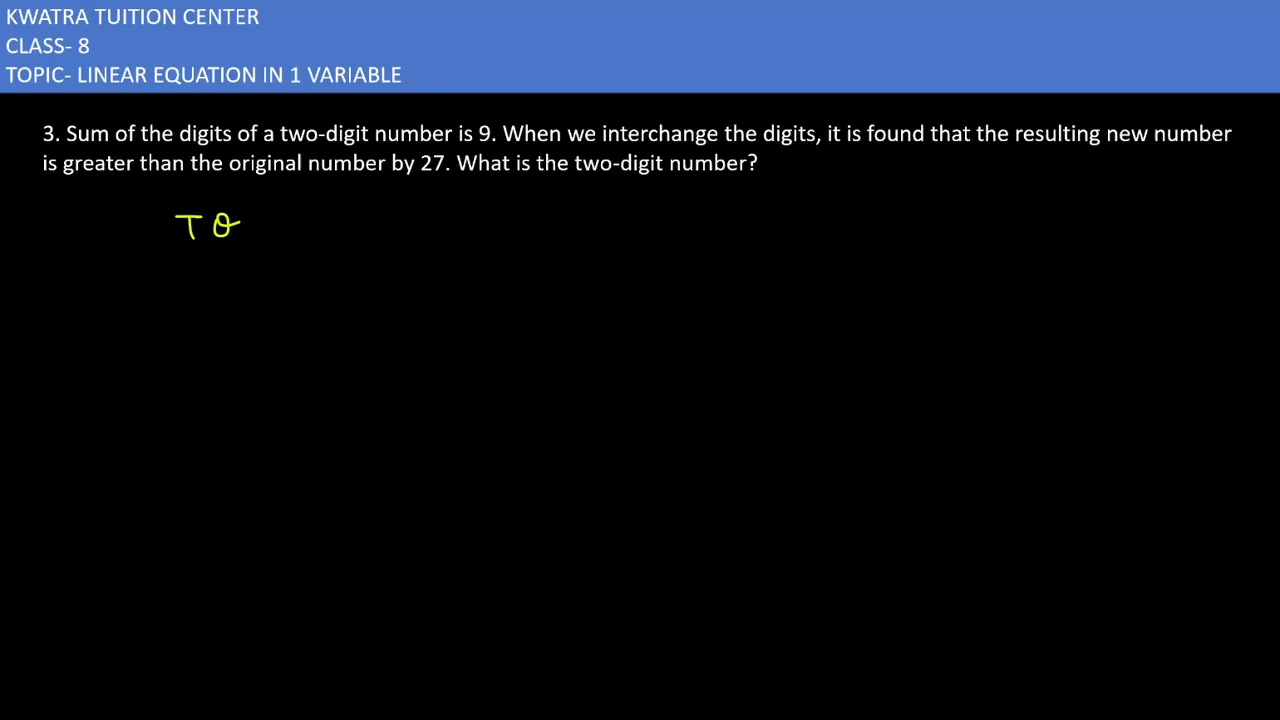 KWATRA TUITION CENTER
CLASS- 8
TOPIC- LINEAR EQUATION IN 1 VARIABLE
3. Sum of the digits of a two-digit number is 9. When we interchange the digits, it is found that the resulting new number
is greater than the original number by 27. What is the two-digit number?
T O